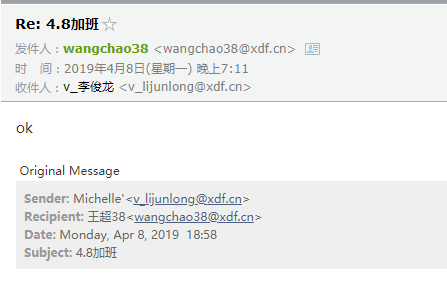 Re: 4.8加班☆
发件人：wangchao38 <wangchao38@xdf.cn>
时　间：2019年4月8日(星期一) 晚上7:11
收件人：v_李俊龙 <v_lijunlong@xdf.cn>
ok
Original Message
Sender: Michelle'<v_lijunlong@xdf.cn>
Recipient: 王超38<wangchao38@xdf.cn>
Date: Monday, Apr 8, 2019  18:58
Subject: 4.8加班